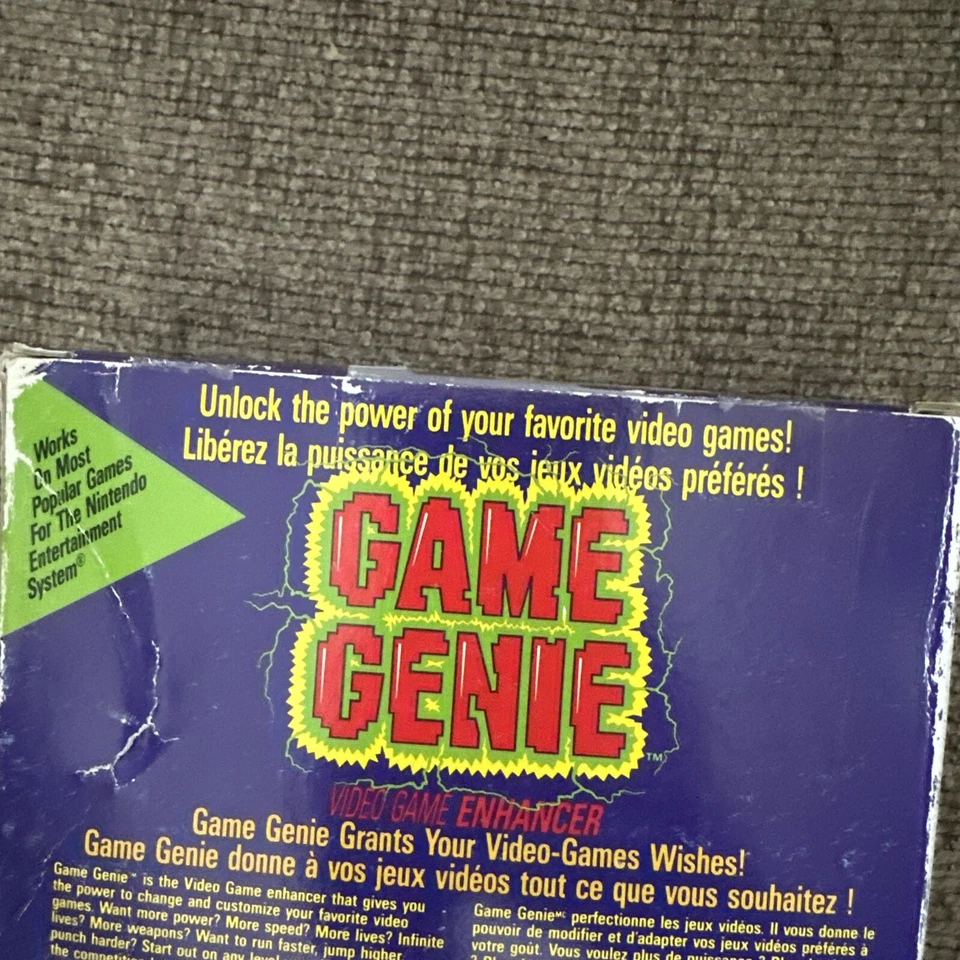 Unlock the power of your favorite video games!
Libérez la puissance de vos jeux vidéos préférés !
Works
On Most
Popular Games
For The Nintendo
Entertainment
System®
GAME
GENIE™
VIDEO GAME ENHANCER
Game Genie Grants Your Video-Games Wishes!
Game Genie donne à vos jeux vidéos tout ce que vous souhaitez !
Game Genie™ is the Video Game enhancer that gives you
the power to change and customize your favorite video
games. Want more power? More speed? More lives? Infinite
lives? More weapons? Want to run faster, jump higher,
punch harder? Start out on any level
the
Game Genieᴹᶜ perfectionne les jeux vidéos. Il vous donne le
pouvoir de modifier et d'adapter vos jeux vidéos préférés à
votre goût. Vous voulez plus de puissance ?